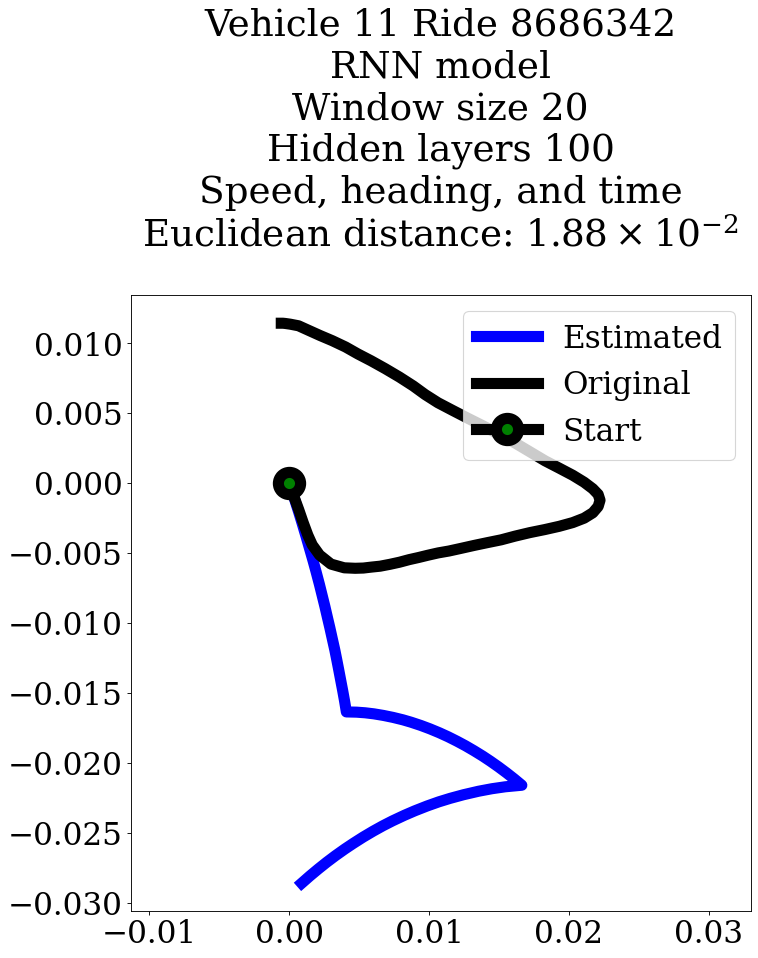 Vehicle 11 Ride 8686342
RNN model
Window size 20
Hidden layers 100
Speed, heading, and time
Euclidean distance: 1.88 × 10⁻²
Estimated
Original
Start
0.010
0.005
0.000
−0.005
−0.010
−0.015
−0.020
−0.025
−0.030
−0.01 0.00 0.01 0.02 0.03